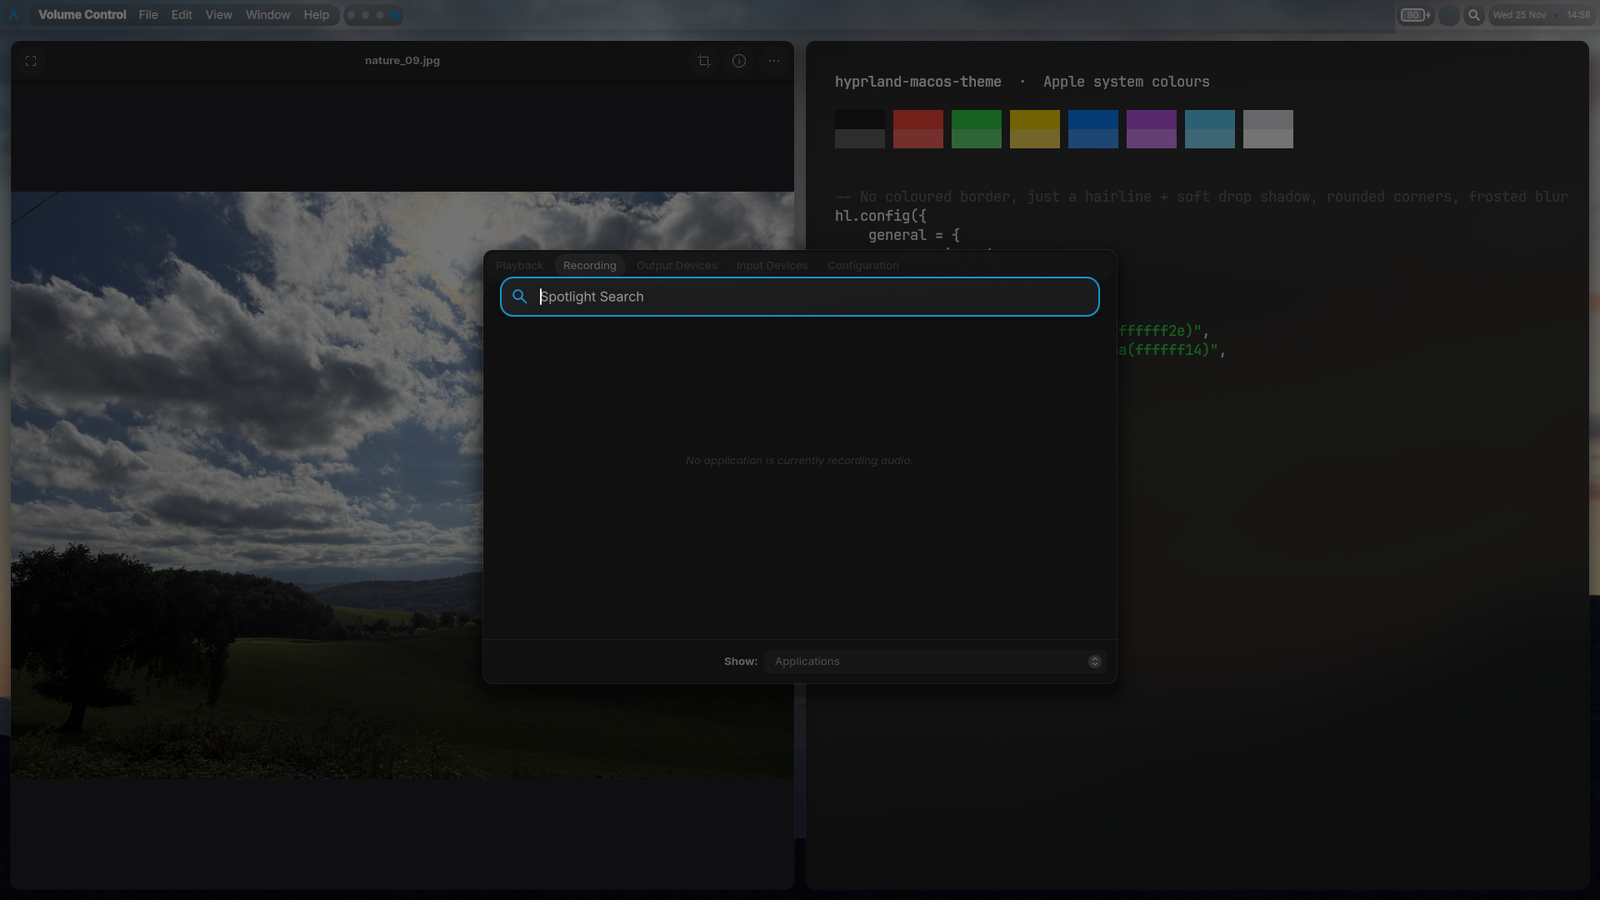 Volume Control File Edit View Window Help
90 Wed 25 Nov · 14:58
nature_09.jpg
hyprland-macos-theme · Apple system colours
-- No coloured border, just a hairline + soft drop shadow, rounded corners, frosted blur
hl.config({
general = {
ffffff2e)",
a(ffffff14)",
Playback Recording Output Devices Input Devices Configuration
Spotlight Search
No application is currently recording audio.
Show: Applications